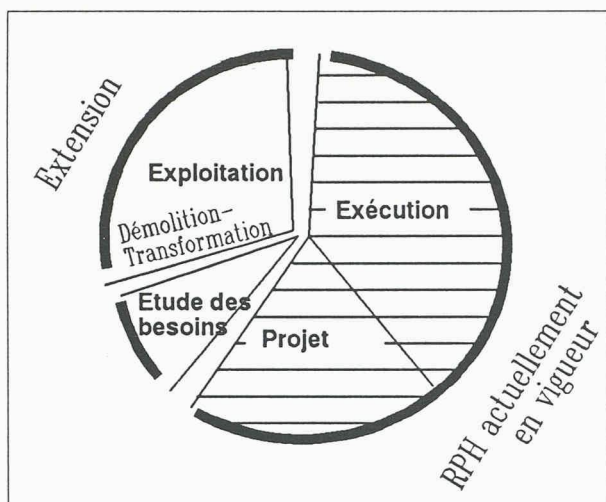 Extension
Exploitation
Exécution
Démolition-
Transformation
Etude des
besoins
Projet
RPH actuellement
en vigueur